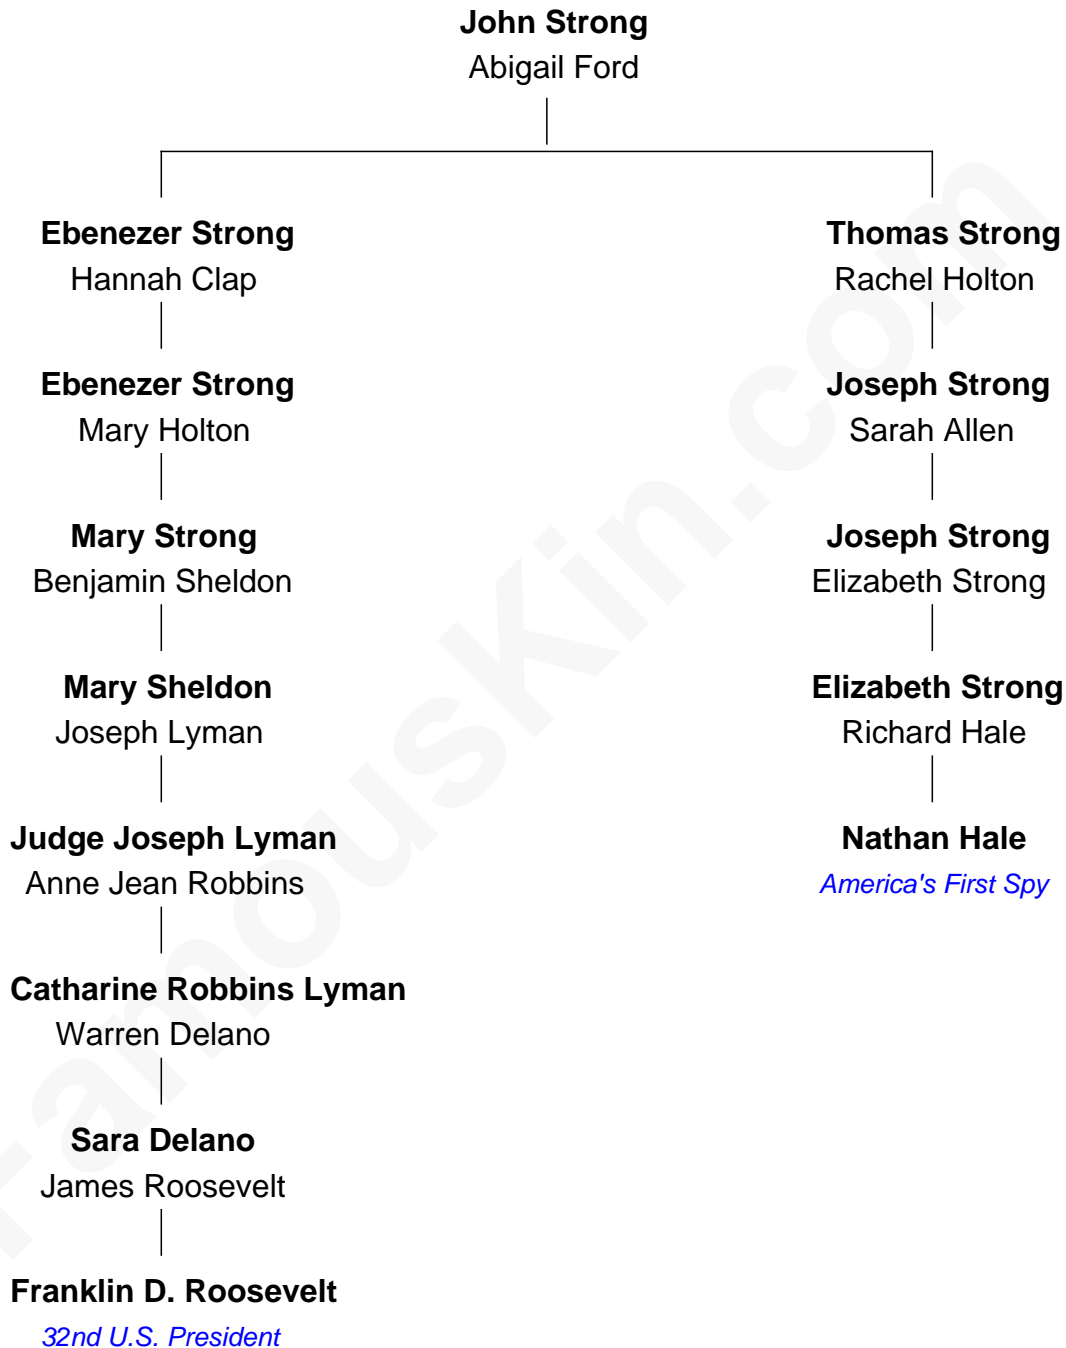 John Strong
Abigail Ford
Ebenezer Strong
Hannah Clap
Ebenezer Strong
Mary Holton
Mary Strong
Benjamin Sheldon
Mary Sheldon
Joseph Lyman
Judge Joseph Lyman
Anne Jean Robbins
Catharine Robbins Lyman
Warren Delano
Sara Delano
James Roosevelt
Franklin D. Roosevelt
32nd U.S. President
Thomas Strong
Rachel Holton
Joseph Strong
Sarah Allen
Joseph Strong
Elizabeth Strong
Elizabeth Strong
Richard Hale
Nathan Hale
America's First Spy
FamousKin.com